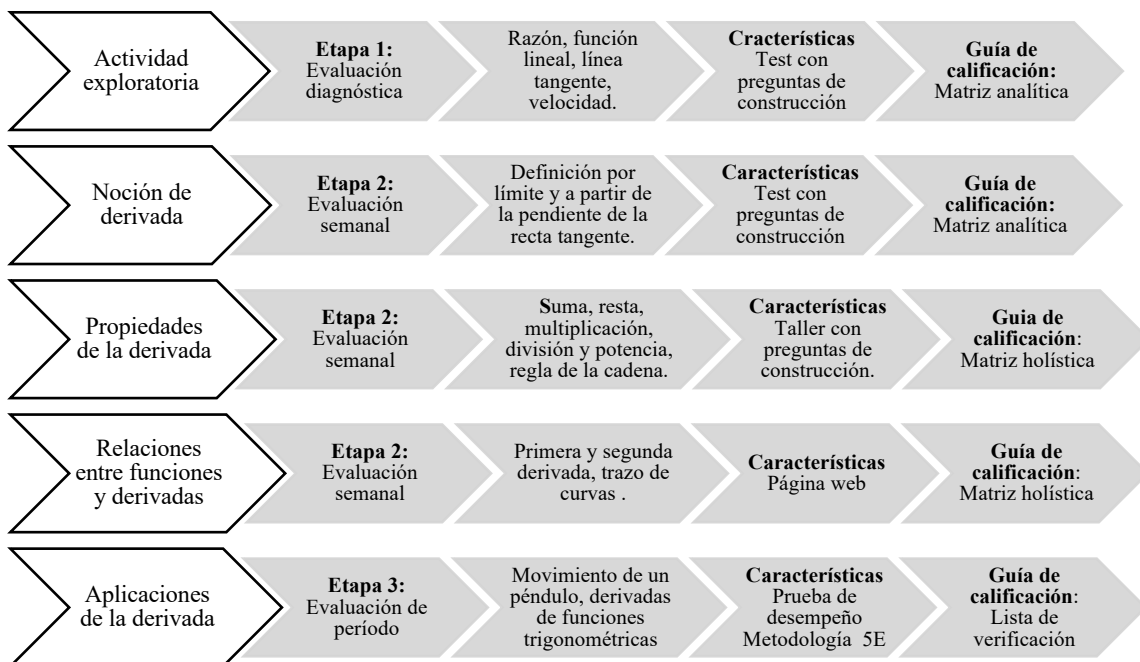 Actividad
exploratoria
Etapa 1:
Evaluación
diagnóstica
Razón, función
lineal, línea
tangente,
velocidad.
Cracterísticas
Test con
preguntas de
construcción
Guía de
calificación:
Matriz analítica
Noción de
derivada
Etapa 2:
Evaluación
semanal
Definición por
límite y a partir de
la pendiente de la
recta tangente.
Características
Test con
preguntas de
construcción
Guía de
calificación:
Matriz analítica
Propiedades
de la derivada
Etapa 2:
Evaluación
semanal
Suma, resta,
multiplicación,
división y potencia,
regla de la cadena.
Características
Taller con
preguntas de
construcción.
Guia de
calificación:
Matriz holística
Relaciones
entre funciones
y derivadas
Etapa 2:
Evaluación
semanal
Primera y segunda
derivada, trazo de
curvas .
Características
Página web
Guía de
calificación:
Matriz holística
Aplicaciones
de la derivada
Etapa 3:
Evaluación de
período
Movimiento de un
péndulo, derivadas
de funciones
trigonométricas
Características
Prueba de
desempeño
Metodología 5E
Guía de
calificación:
Lista de
verificación